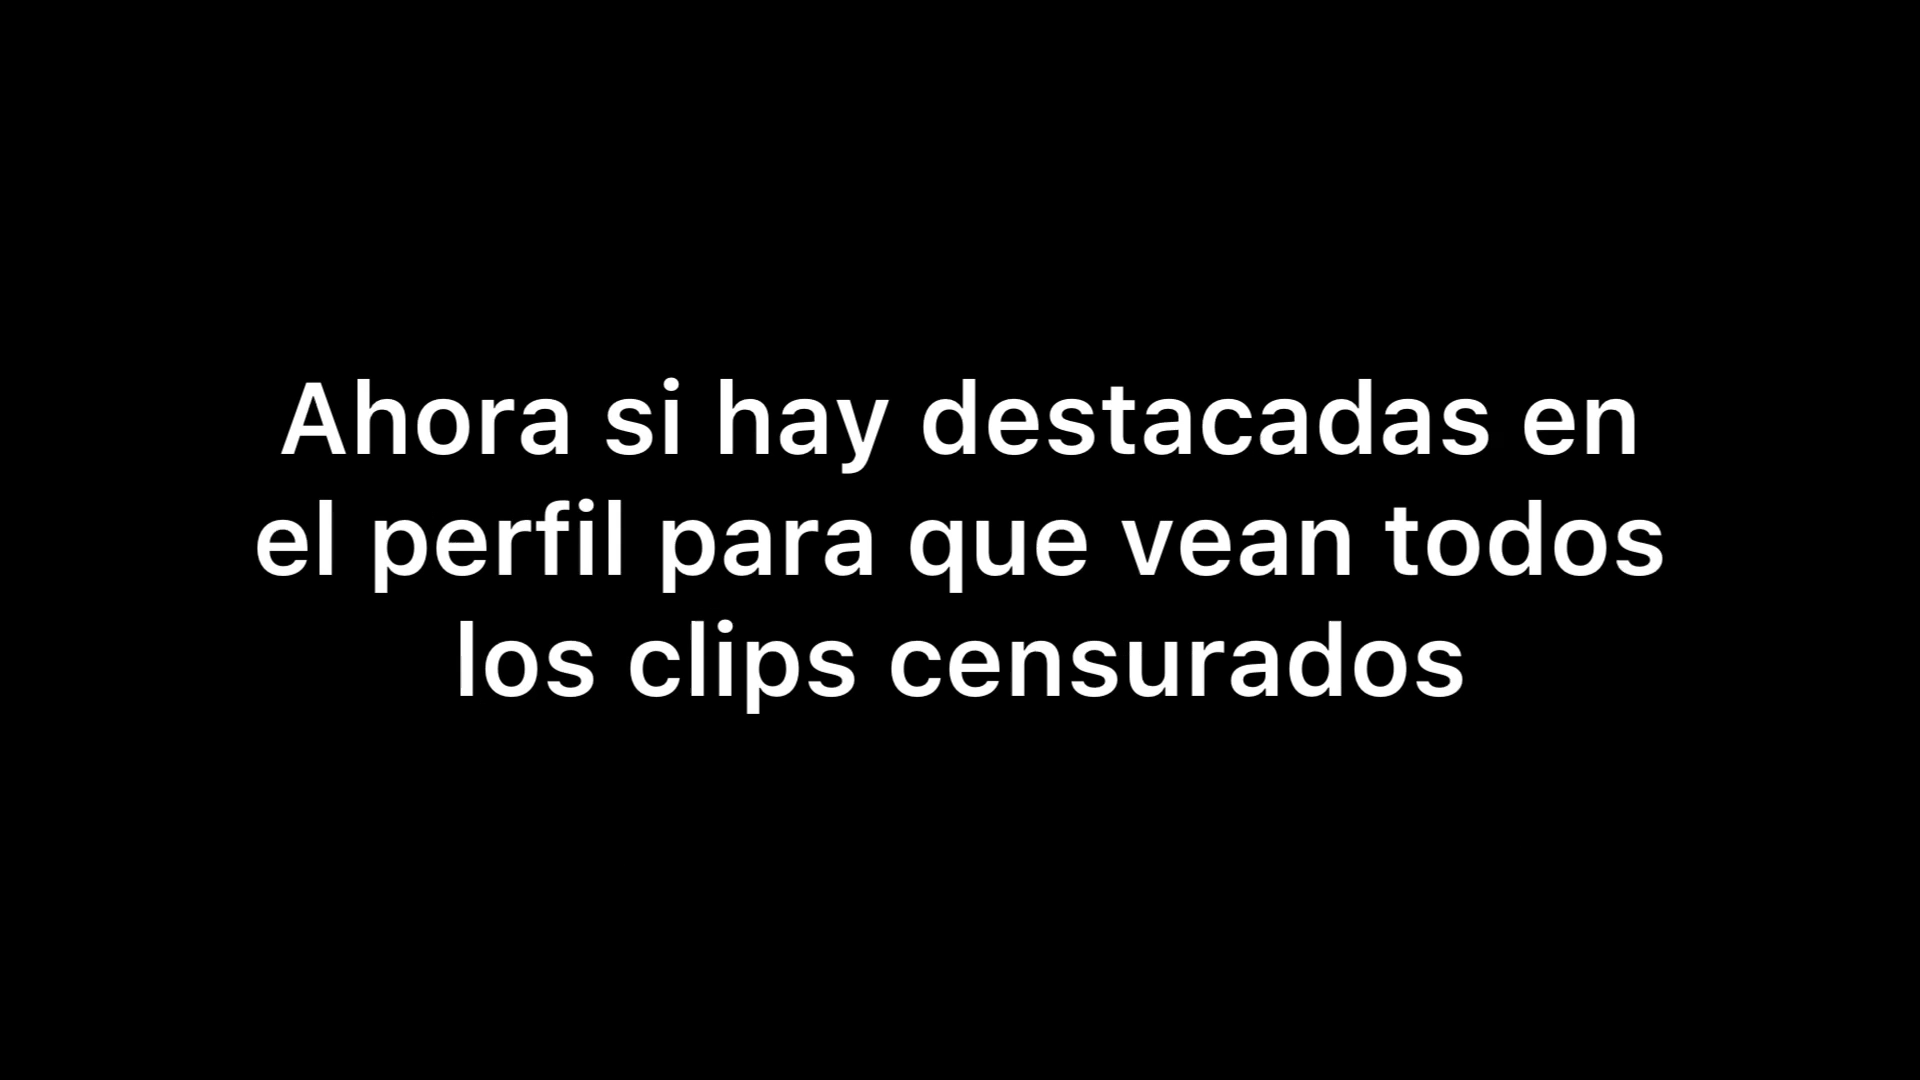 Ahora si hay destacadas en
el perfil para que vean todos
los clips censurados